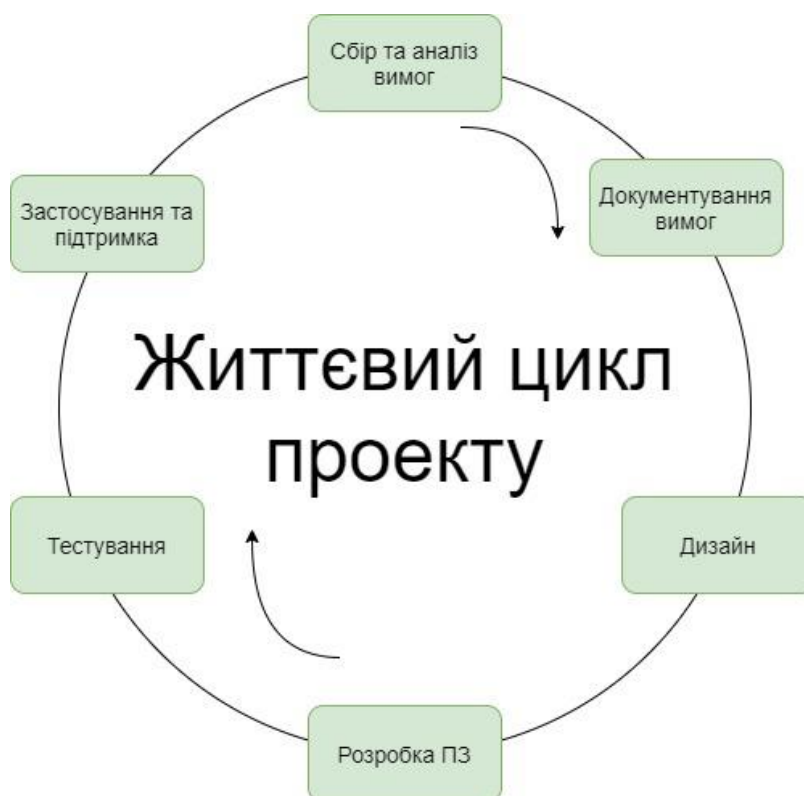 Сбір та аналіз
вимог
Документування
вимог
Дизайн
Розробка ПЗ
Тестування
Застосування та
підтримка
Життєвий цикл
проекту